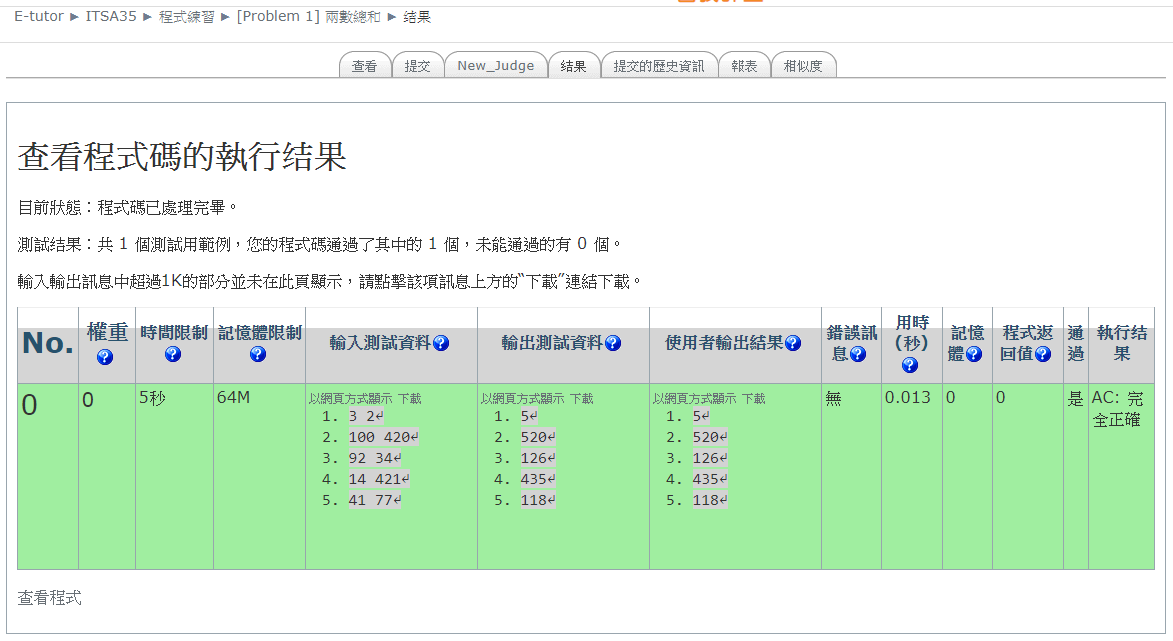 E-tutor ► ITSA35 ► 程式練習 ► [Problem 1] 兩數總和 ► 结果
查看 提交 New_Judge 结果 提交的歷史資訊 報表 相似度
查看程式碼的執行结果
目前狀態：程式碼已處理完畢。
測試结果：共 1 個測試用範例，您的程式碼通過了其中的 1 個，未能通過的有 0 個。
輸入輸出訊息中超過1K的部分並未在此頁顯示，請點擊該項訊息上方的“下載”連結下載。
No. 權重 時間限制 記憶體限制 輸入測試資料 輸出測試資料 使用者輸出结果 錯誤訊息 用時(秒) 記憶體 程式返回值 通過 執行结果
0 0 5秒 64M 以網頁方式顯示 下載 以網頁方式顯示 下載 以網頁方式顯示 下載 無 0.013 0 0 是 AC: 完全正確
1. 3 2↵ 1. 5↵ 1. 5↵
2. 100 420↵ 2. 520↵ 2. 520↵
3. 92 34↵ 3. 126↵ 3. 126↵
4. 14 421↵ 4. 435↵ 4. 435↵
5. 41 77↵ 5. 118↵ 5. 118↵
查看程式